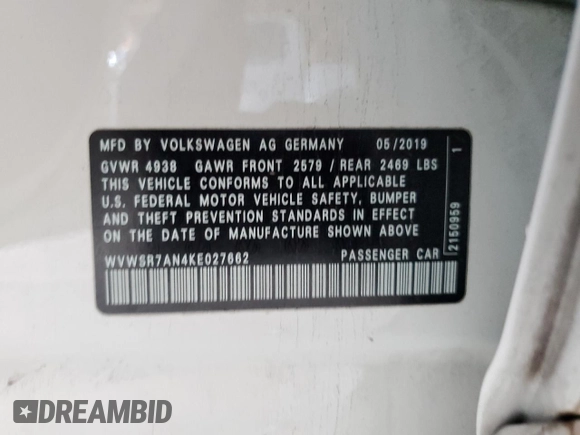 MFD BY VOLKSWAGEN AG GERMANY 05/2019
GVWR 4938 GAWR FRONT 2579 / REAR 2469 LBS
THIS VEHICLE CONFORMS TO ALL APPLICABLE
U.S. FEDERAL MOTOR VEHICLE SAFETY, BUMPER
AND THEFT PREVENTION STANDARDS IN EFFECT
ON THE DATE OF MANUFACTURE SHOWN ABOVE
WVWSR7AN4KE027662 PASSENGER CAR
2150959 1
DREAMBID